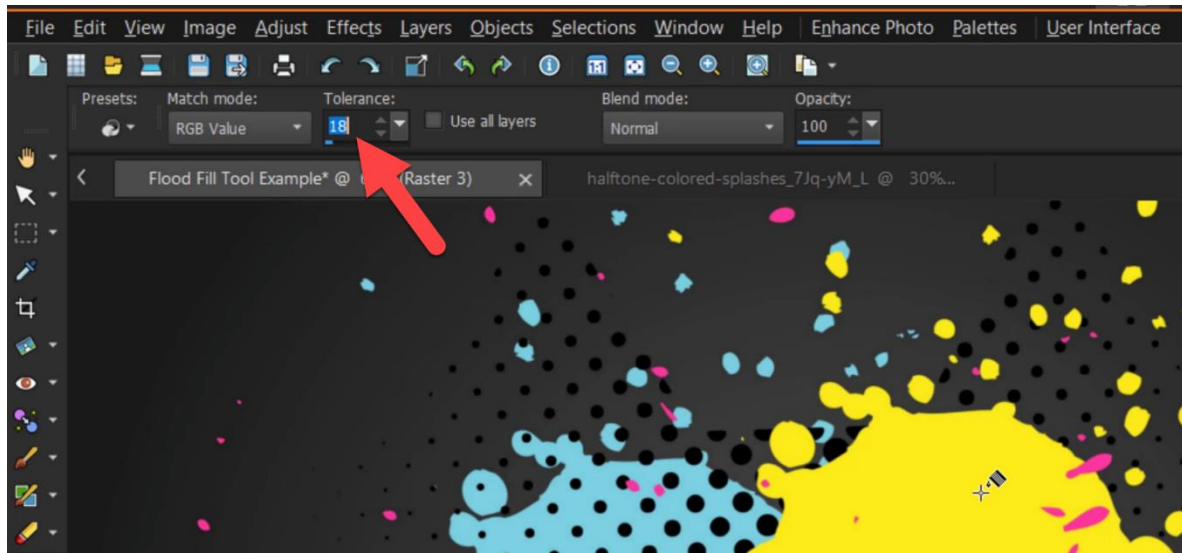 File Edit View Image Adjust Effects Layers Objects Selections Window Help Enhance Photo Palettes User Interface
1:1
Presets: Match mode: Tolerance: Blend mode: Opacity:
RGB Value 18 Use all layers Normal 100
Flood Fill Tool Example* @ (Raster 3) × halftone-colored-splashes_7Jq-yM_L @ 30%...